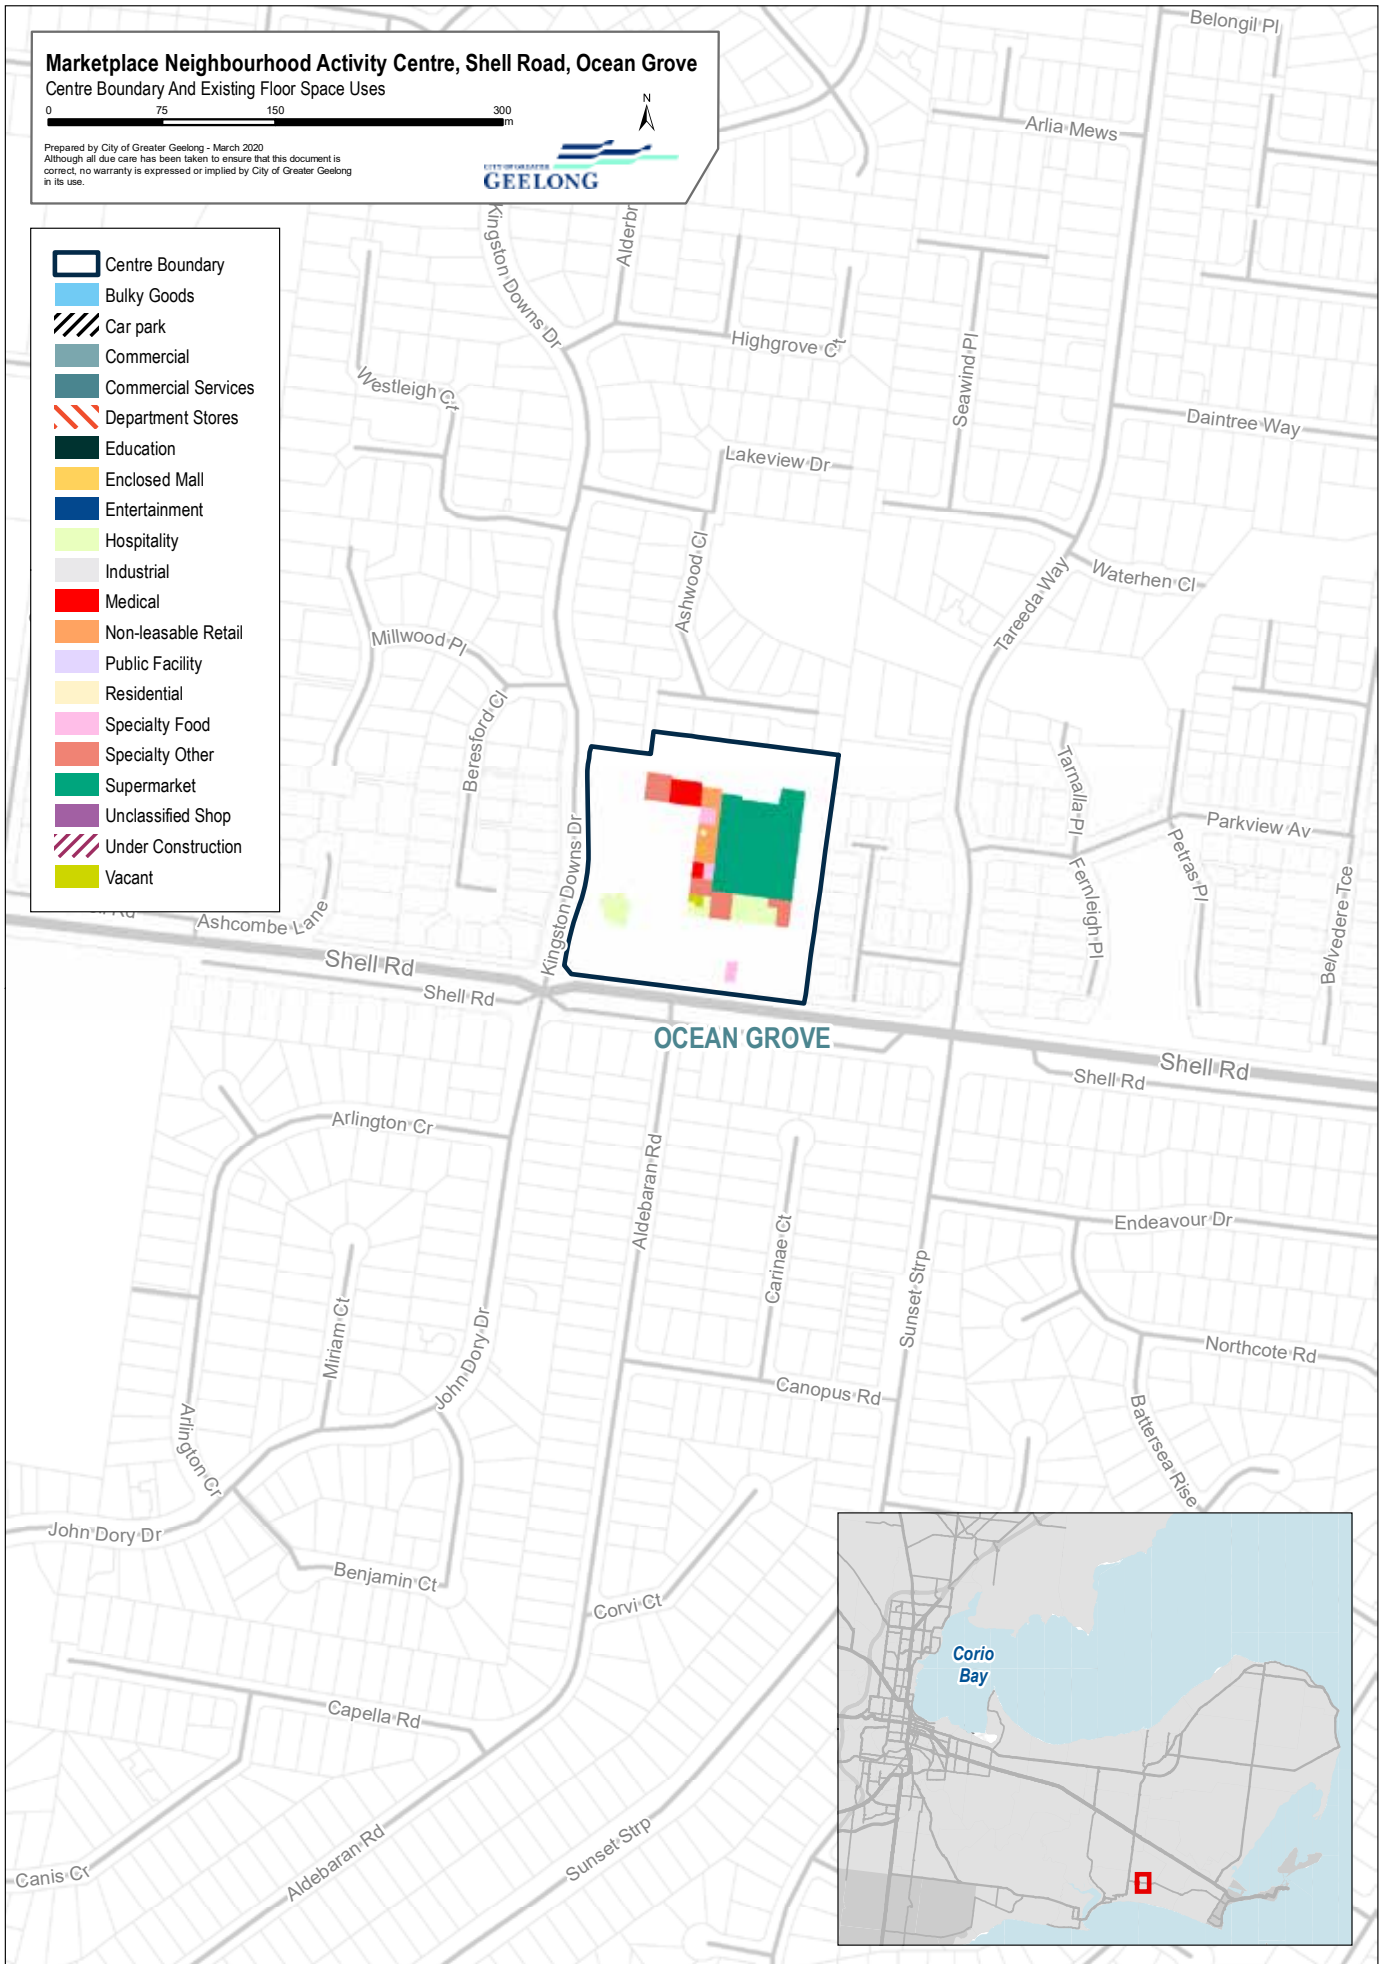 Marketplace Neighbourhood Activity Centre, Shell Road, Ocean Grove
Centre Boundary And Existing Floor Space Uses
0 75 150 300
m
N
Prepared by City of Greater Geelong - March 2020
Although all due care has been taken to ensure that this document is
correct, no warranty is expressed or implied by City of Greater Geelong
in its use.
CITY OF GREATER
GEELONG
Centre Boundary
Bulky Goods
Car park
Commercial
Commercial Services
Department Stores
Education
Enclosed Mall
Entertainment
Hospitality
Industrial
Medical
Non-leasable Retail
Public Facility
Residential
Specialty Food
Specialty Other
Supermarket
Unclassified Shop
Under Construction
Vacant
Belongil Pl
Arlia Mews
Kingston Downs Dr
Alderbr
Highgrove Ct
Seawind Pl
Westleigh Ct
Daintree Way
Lakeview Dr
Ashwood Cl
Tareeda Way
Waterhen Cl
Millwood Pl
Beresford Cl
Tarnalla Pl
Parkview Av
Petras Pl
Fernleigh Pl
Belvedere Tce
Kingston Downs Dr
Ashcombe Lane
Rd
Shell Rd
Shell Rd
OCEAN GROVE
Shell Rd
Shell Rd
Arlington Cr
Aldebaran Rd
Carinae Ct
Endeavour Dr
Sunset Strp
Miriam Ct
John Dory Dr
Northcote Rd
Canopus Rd
Battersea Rise
Arlington Cr
John Dory Dr
Benjamin Ct
Corvi Ct
Capella Rd
Corio
Bay
Canis Cr
Aldebaran Rd
Sunset Strp